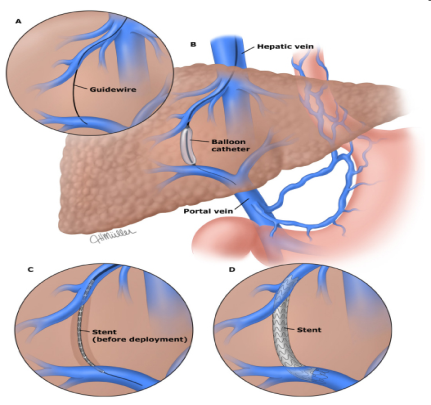 A
B
Hepatic vein
Guidewire
Balloon
catheter
Portal vein
C
D
Stent
(before deployment)
Stent